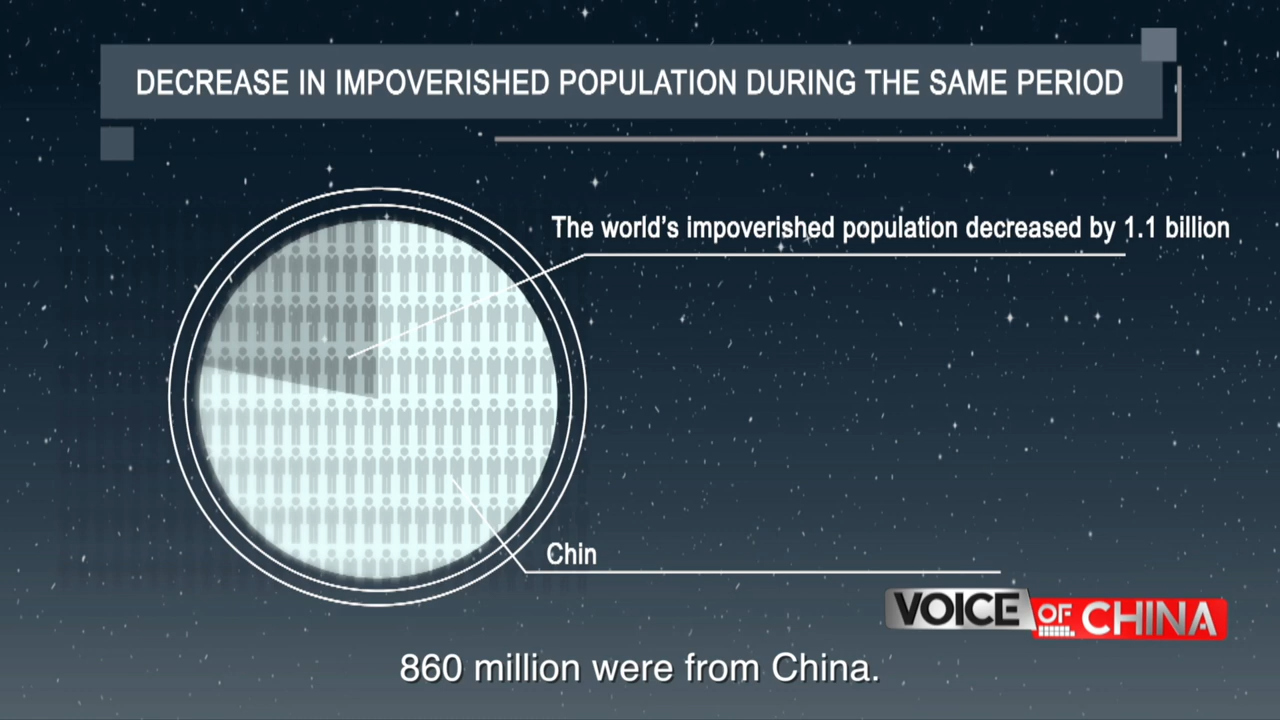 DECREASE IN IMPOVERISHED POPULATION DURING THE SAME PERIOD
The world's impoverished population decreased by 1.1 billion
Chin
VOICE OF CHINA
860 million were from China.